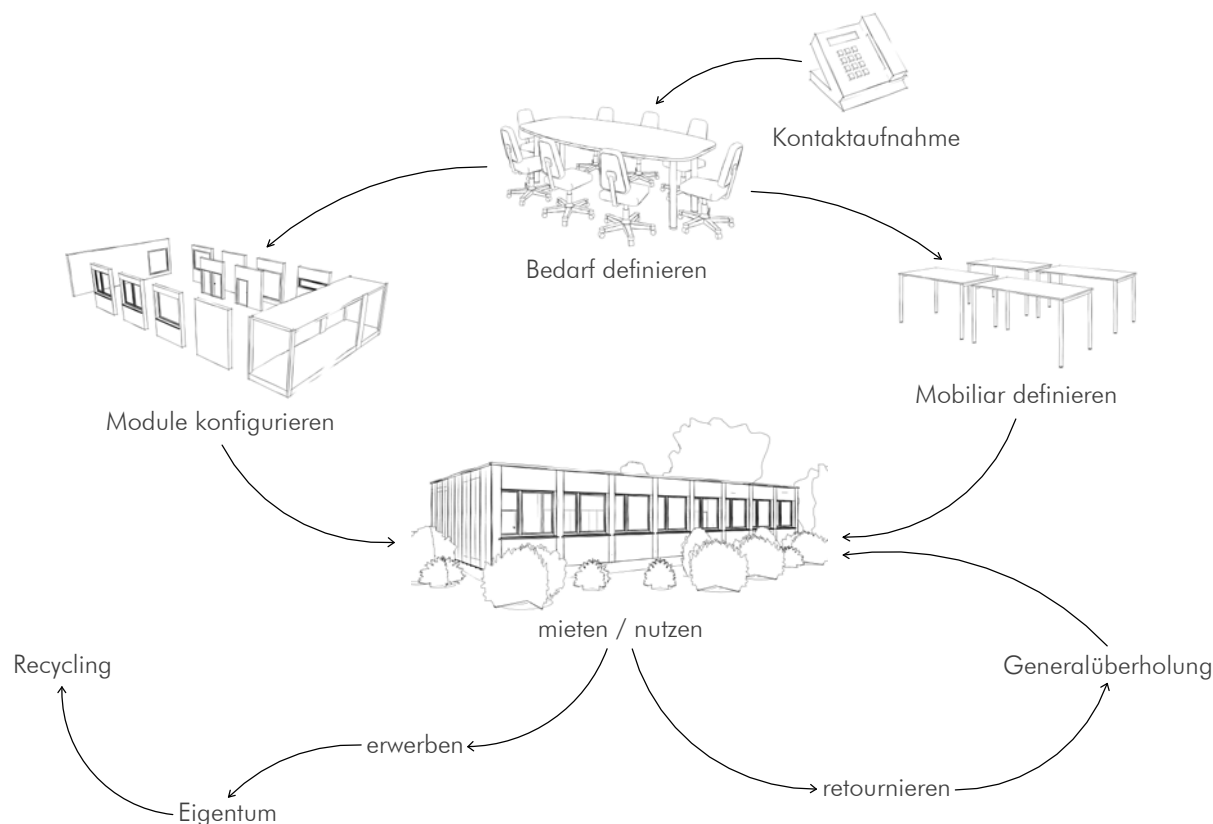 Kontaktaufnahme
Bedarf definieren
Mobiliar definieren
Module konfigurieren
mieten / nutzen
Recycling
Generalüberholung
erwerben
retournieren
Eigentum